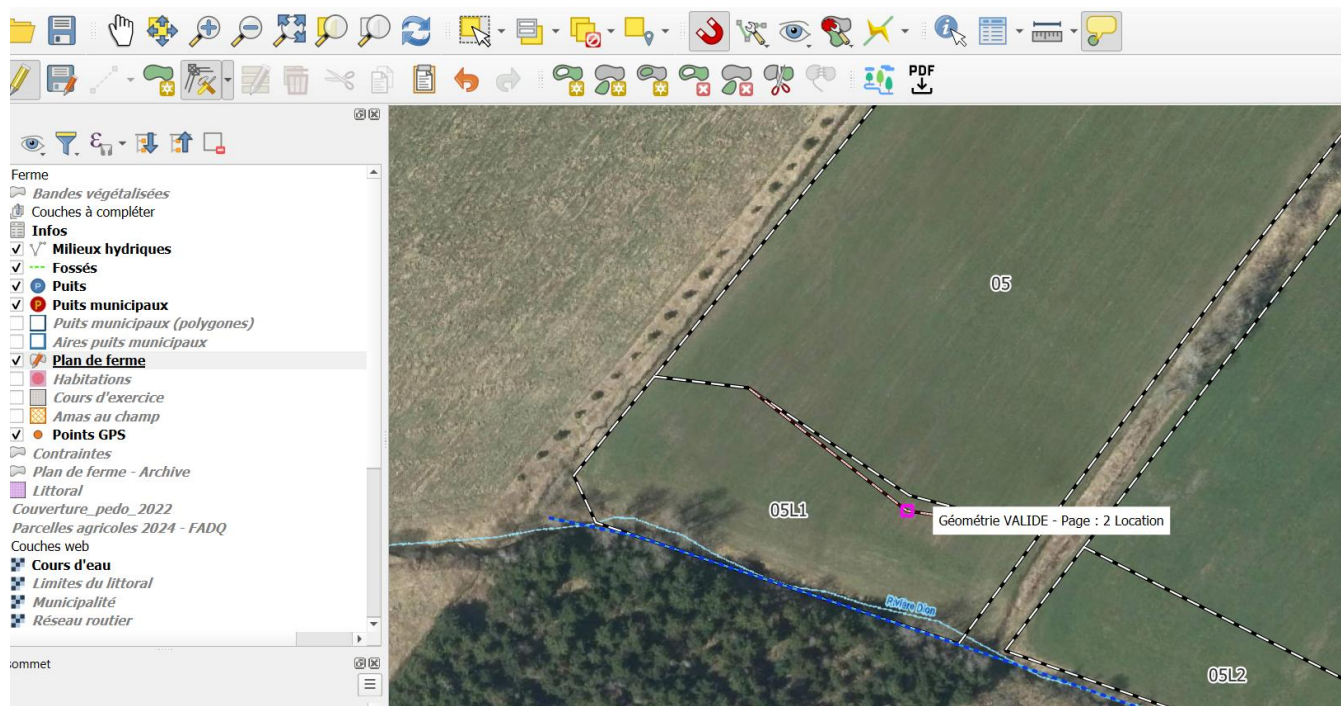 PDF
Ferme
Bandes végétalisées
Couches à compléter
Infos
Milieux hydriques
Fossés
P Puits
P Puits municipaux
Puits municipaux (polygones)
Aires puits municipaux
Plan de ferme
Habitations
Cours d'exercice
Amas au champ
Points GPS
Contraintes
Plan de ferme - Archive
Littoral
Couverture_pedo_2022
Parcelles agricoles 2024 - FADQ
Couches web
Cours d'eau
Limites du littoral
Municipalité
Réseau routier
sommet
05
05L1
Géométrie VALIDE - Page : 2 Location
Rivière Dion
05L2